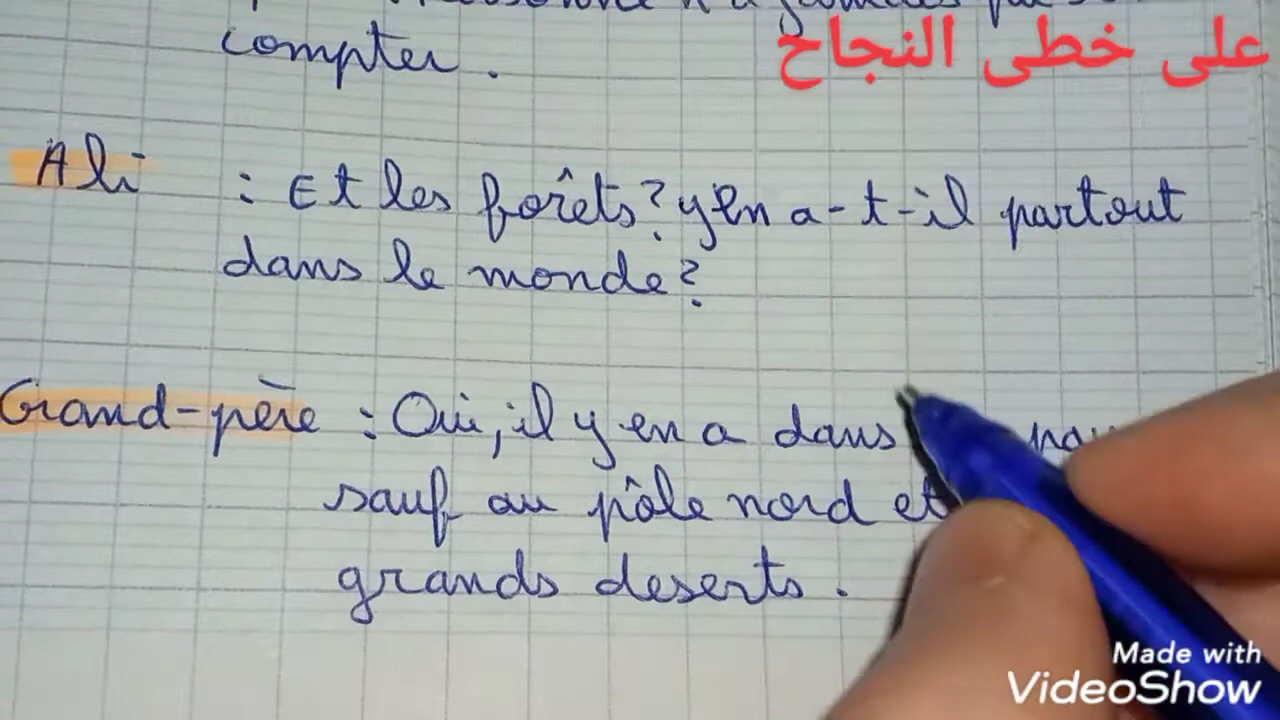 compter.
على خطى النجاح
Ali : Et les forêts? y en a-t-il partout
dans le monde?
Grand-père : Oui, il y en a dans
sauf au pôle nord et
grands deserts.
Made with
VideoShow